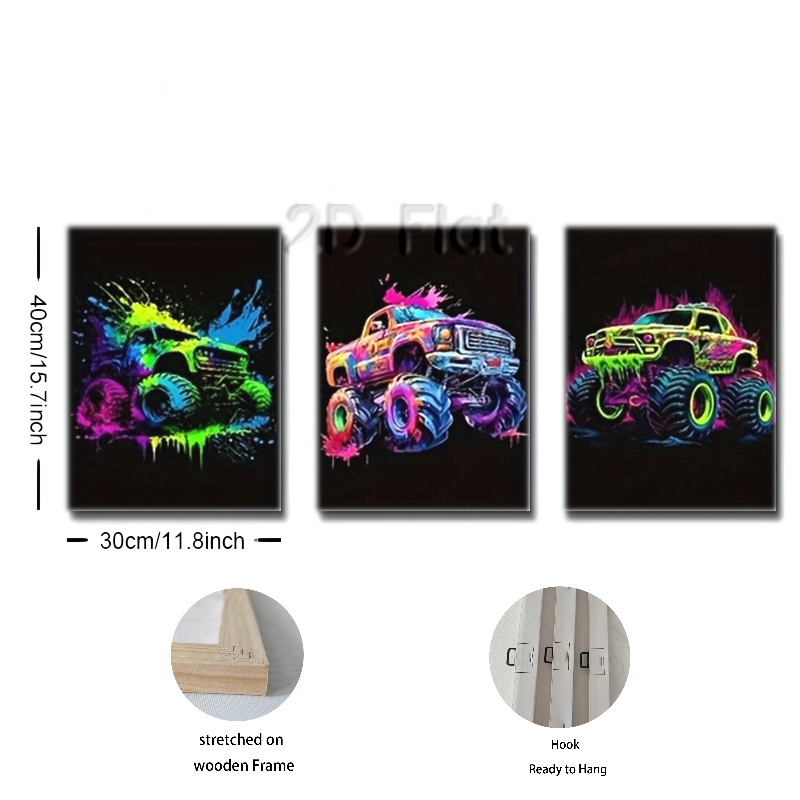 2D Flat
40cm/15.7inch
30cm/11.8inch
stretched on
wooden Frame
Hook
Ready to Hang